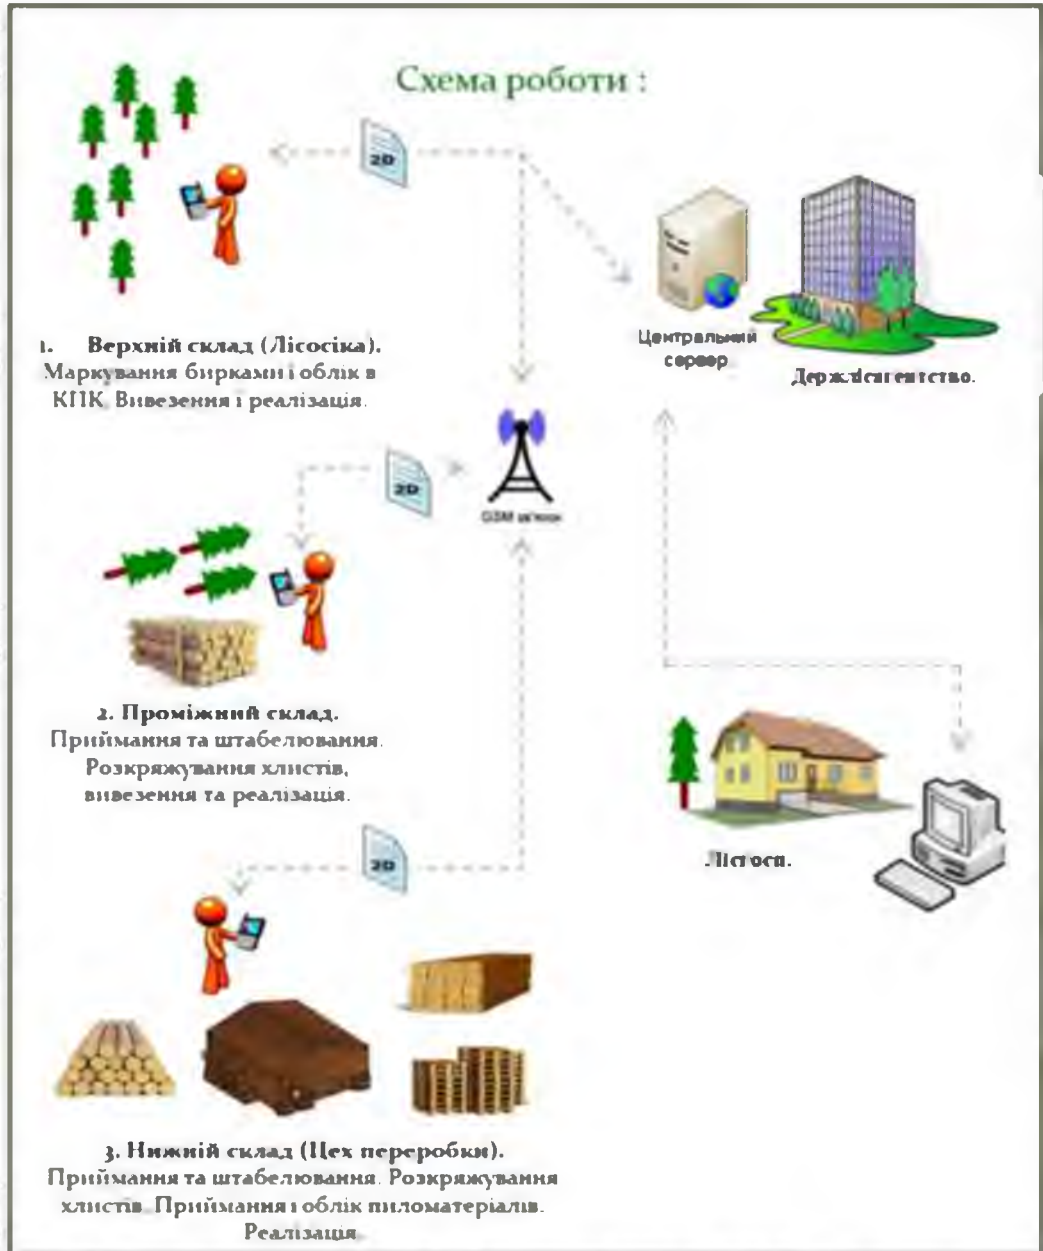 Схема роботи :
2D
Центральний
сервер
Держлісагентство.
1. Верхній склад (Лісосіка).
Маркування бирками і облік в
КПК. Вивезення і реалізація.
2D
GSM зв'язок
2. Проміжний склад.
Приймання та штабелювання.
Розкряжування хлистів,
вивезення та реалізація.
2D
Лісгосп.
3. Нижній склад (Цех переробки).
Приймання та штабелювання. Розкряжування
хлистів. Приймання і облік пиломатеріалів.
Реалізація.